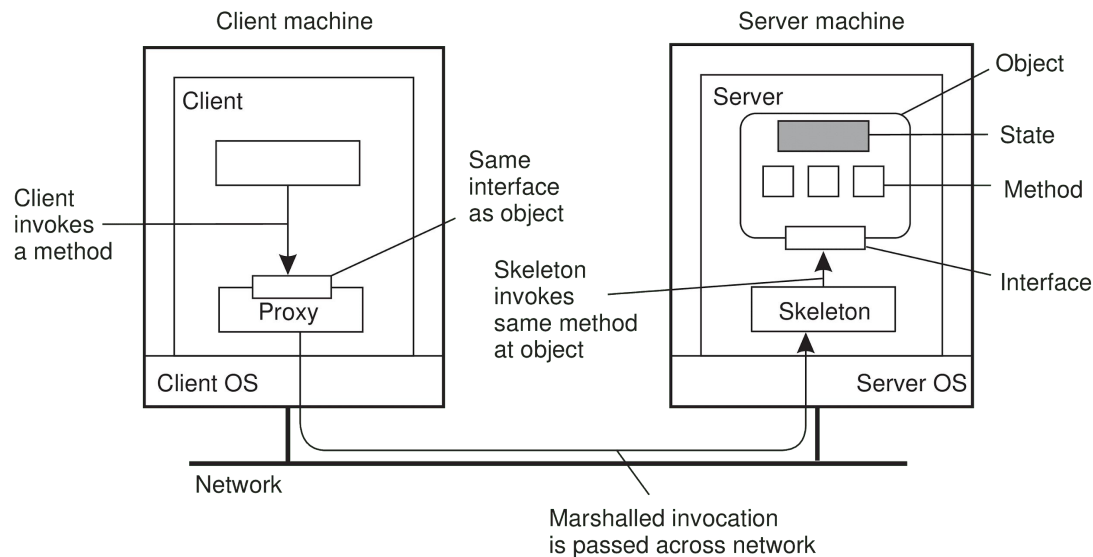 Client machine
Server machine
Client
Server
Object
State
Method
Interface
Client
invokes
a method
Same
interface
as object
Skeleton
invokes
same method
at object
Proxy
Skeleton
Client OS
Server OS
Network
Marshalled invocation
is passed across network